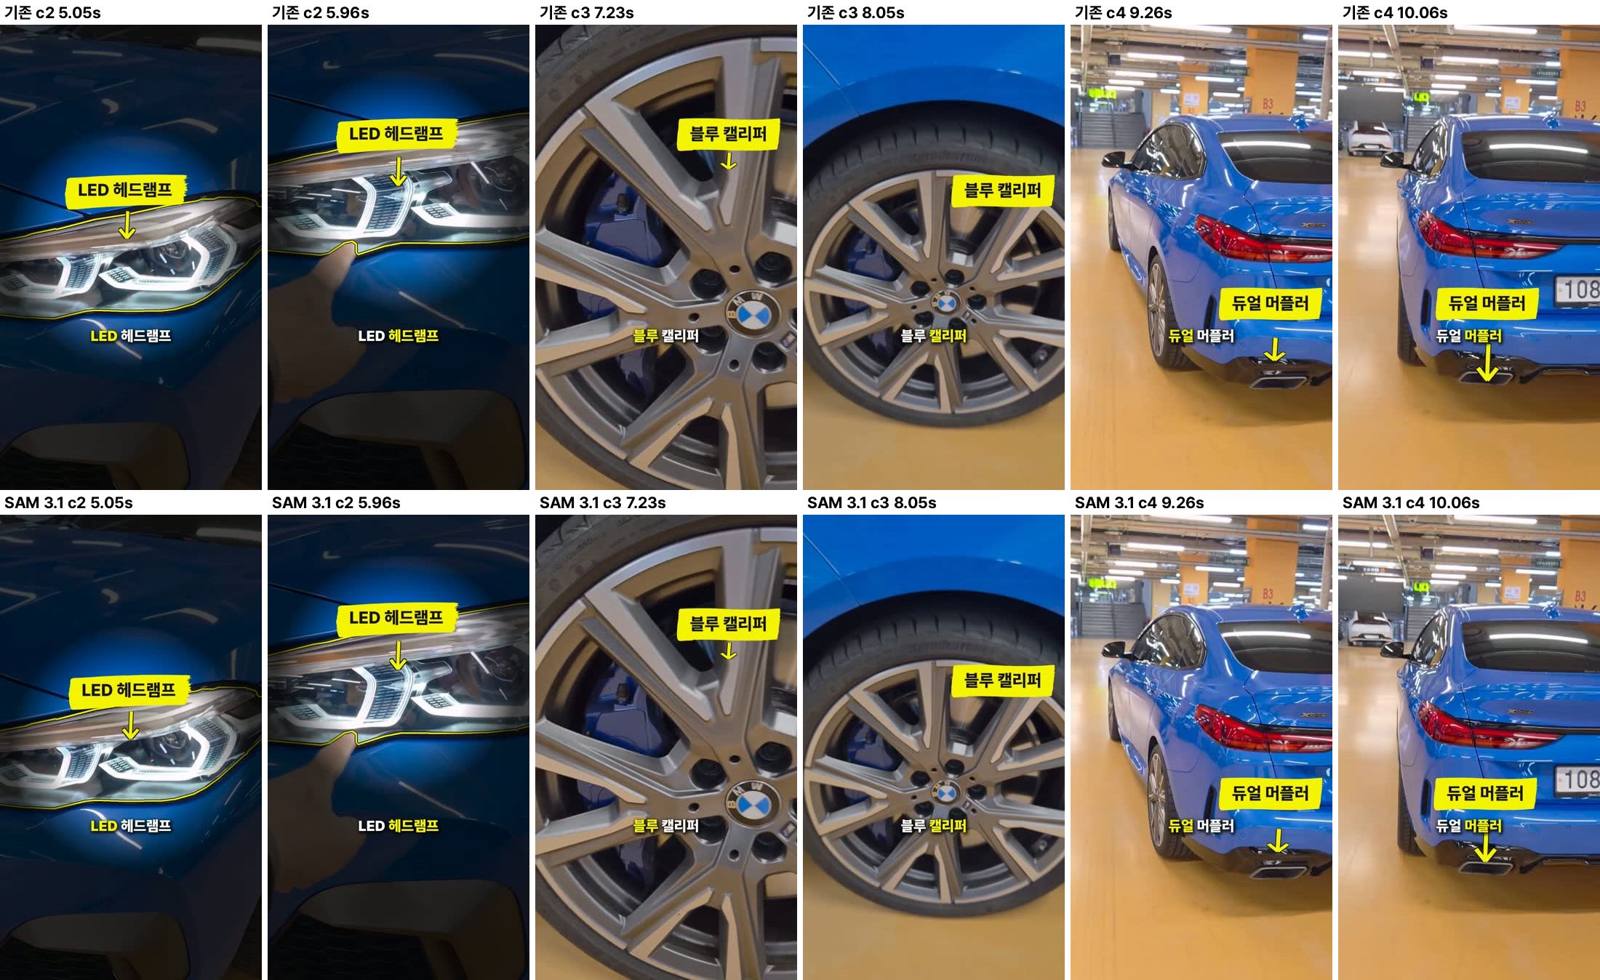 기존 c2 5.05s
기존 c2 5.96s
기존 c3 7.23s
기존 c3 8.05s
기존 c4 9.26s
기존 c4 10.06s
LED 헤드램프
LED 헤드램프
블루 캘리퍼
블루 캘리퍼
듀얼 머플러
듀얼 머플러
LED 헤드램프
LED 헤드램프
블루 캘리퍼
블루 캘리퍼
듀얼 머플러
듀얼 머플러
BMW
B3
B3
108
SAM 3.1 c2 5.05s
SAM 3.1 c2 5.96s
SAM 3.1 c3 7.23s
SAM 3.1 c3 8.05s
SAM 3.1 c4 9.26s
SAM 3.1 c4 10.06s
LED 헤드램프
LED 헤드램프
블루 캘리퍼
블루 캘리퍼
듀얼 머플러
듀얼 머플러
LED 헤드램프
LED 헤드램프
블루 캘리퍼
블루 캘리퍼
듀얼 머플러
듀얼 머플러
BMW
B3
B3
108